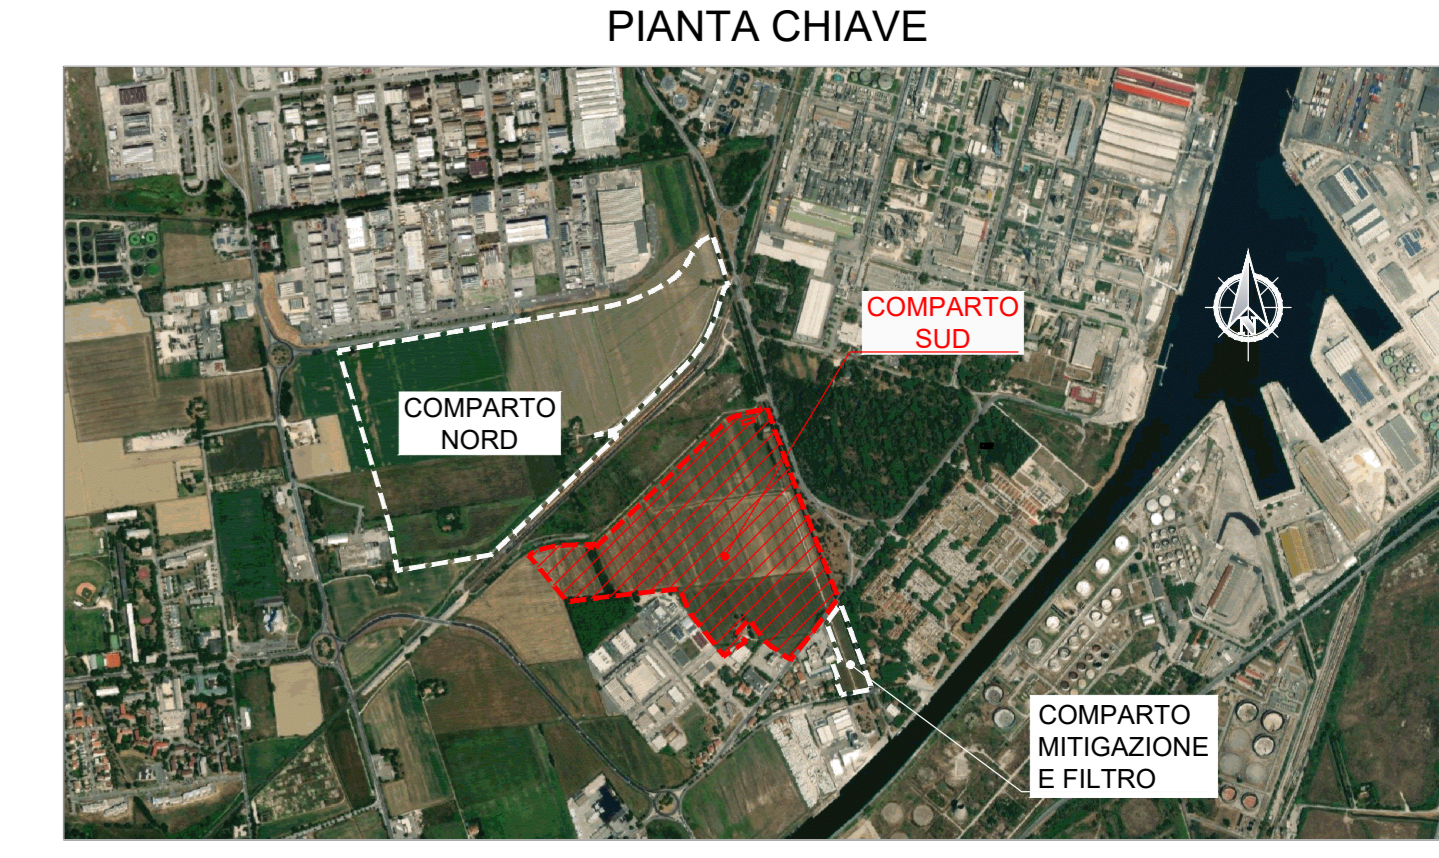 PIANTA CHIAVE
COMPARTO
SUD
N
COMPARTO
NORD
COMPARTO
MITIGAZIONE
E FILTRO